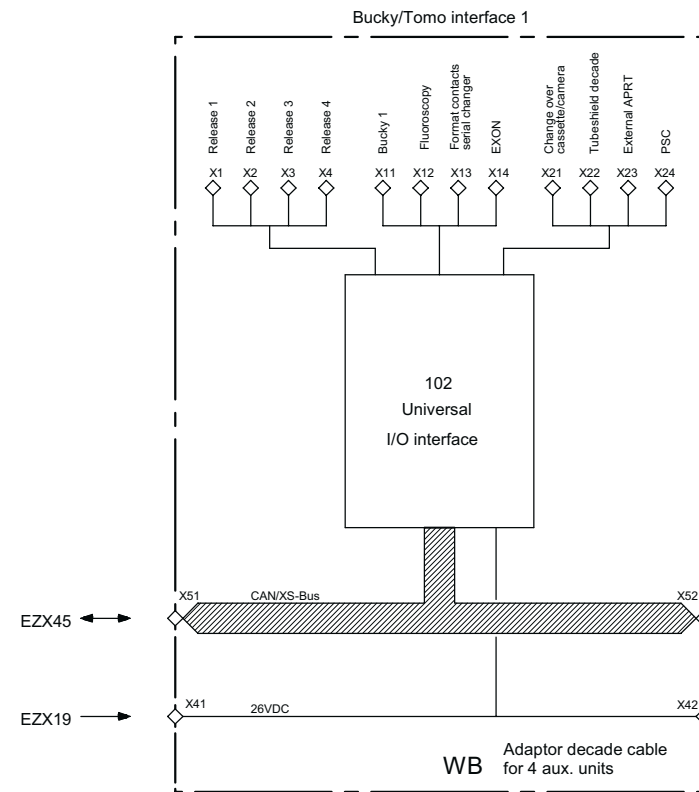 Bucky/Tomo interface 1
Release 1
Release 2
Release 3
Release 4
Bucky 1
Fluoroscopy
Format contacts
serial changer
EXON
Change over
cassette/camera
Tubeshield decade
External APRT
PSC
X1
X2
X3
X4
X11
X12
X13
X14
X21
X22
X23
X24
102
Universal
I/O interface
X51
CAN/XS-Bus
X52
EZX45
X41
26VDC
X42
EZX19
WB
Adaptor decade cable
for 4 aux. units